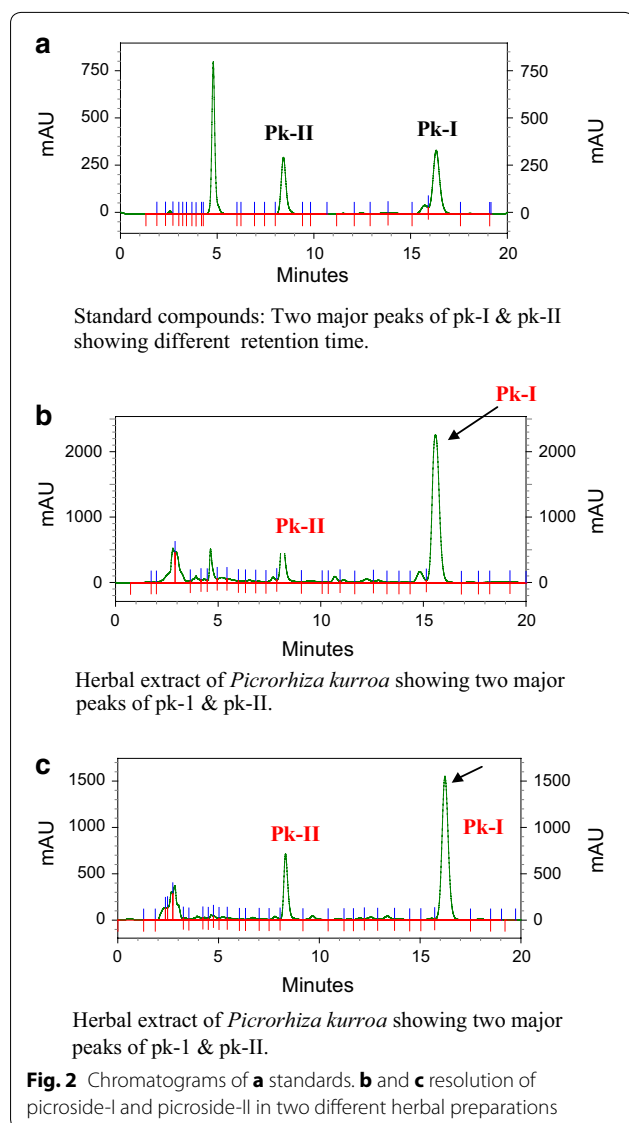 a
750
500
250
0
mAU
Pk-II
Pk-I
750
500
250
0
mAU
0 5 10 15 20
Minutes
Standard compounds: Two major peaks of pk-I & pk-II
showing different retention time.
b
Pk-I
2000
1000
0
mAU
Pk-II
2000
1000
0
mAU
0 5 10 15 20
Minutes
Herbal extract of Picrorhiza kurroa showing two major
peaks of pk-1 & pk-II.
c
1500
1000
500
0
mAU
Pk-II
Pk-I
1500
1000
500
0
mAU
0 5 10 15 20
Minutes
Herbal extract of Picrorhiza kurroa showing two major
peaks of pk-1 & pk-II.
Fig. 2 Chromatograms of a standards. b and c resolution of
picroside-I and picroside-II in two different herbal preparations